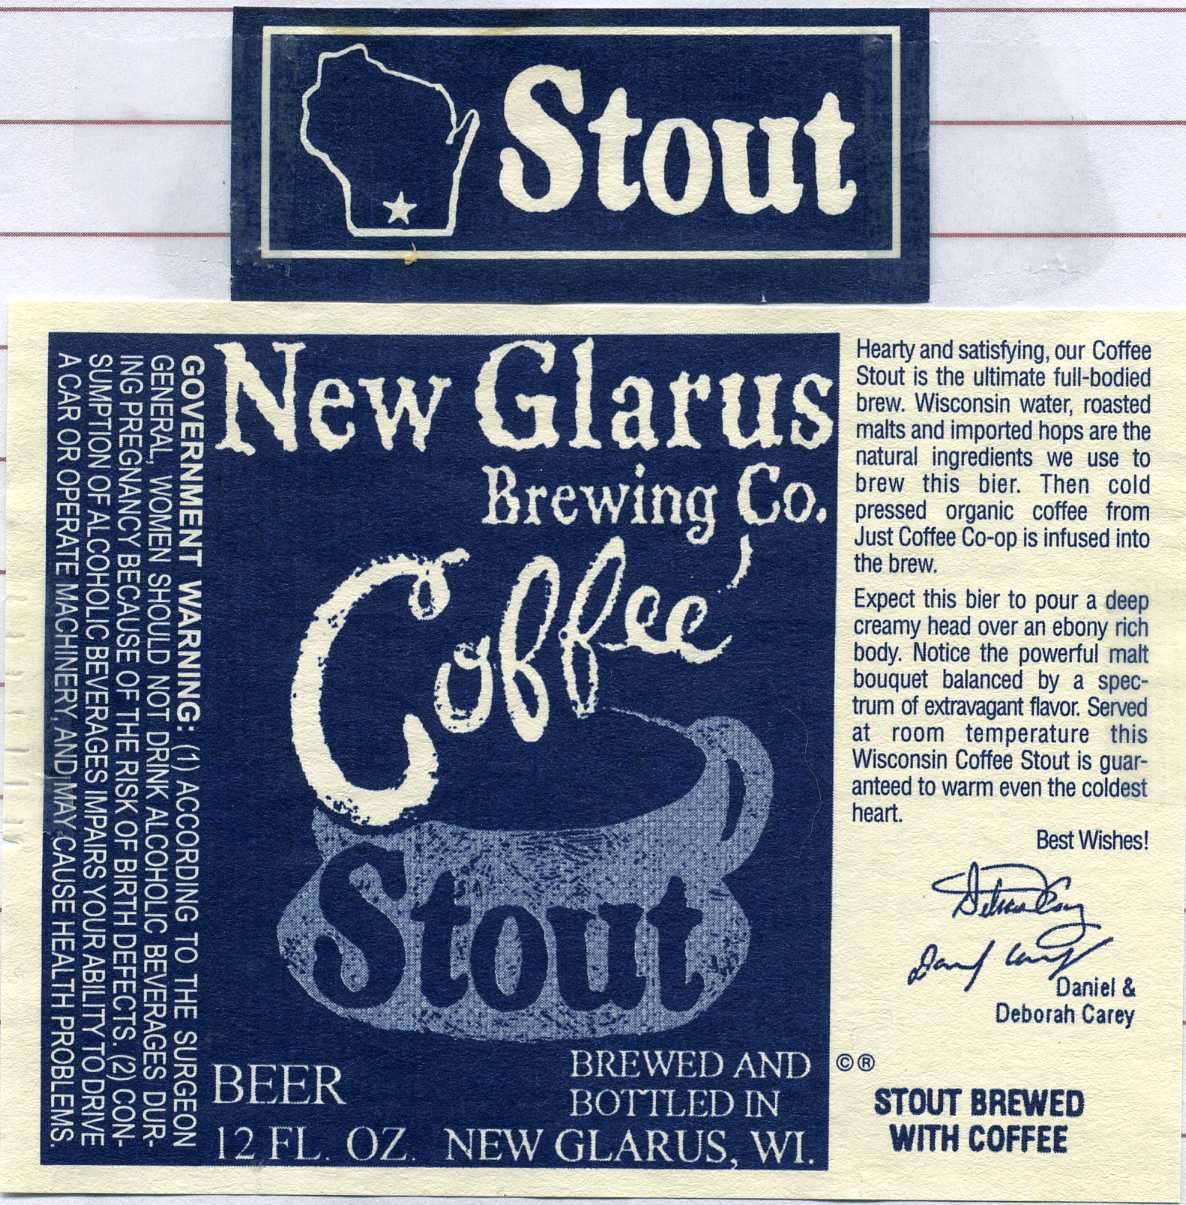 Stout
New Glarus
Brewing Co.
Coffee
Stout
BEER
12 FL. OZ.
BREWED AND
BOTTLED IN
NEW GLARUS, WI.
GOVERNMENT WARNING: (1) ACCORDING TO THE SURGEON
GENERAL, WOMEN SHOULD NOT DRINK ALCOHOLIC BEVERAGES DUR-
ING PREGNANCY BECAUSE OF THE RISK OF BIRTH DEFECTS. (2) CON-
SUMPTION OF ALCOHOLIC BEVERAGES IMPAIRS YOUR ABILITY TO DRIVE
A CAR OR OPERATE MACHINERY, AND MAY CAUSE HEALTH PROBLEMS.
Hearty and satisfying, our Coffee
Stout is the ultimate full-bodied
brew. Wisconsin water, roasted
malts and imported hops are the
natural ingredients we use to
brew this bier. Then cold
pressed organic coffee from
Just Coffee Co-op is infused into
the brew.
Expect this bier to pour a deep
creamy head over an ebony rich
body. Notice the powerful malt
bouquet balanced by a spec-
trum of extravagant flavor. Served
at room temperature this
Wisconsin Coffee Stout is guar-
anteed to warm even the coldest
heart.
Best Wishes!
Daniel &
Deborah Carey
©®
STOUT BREWED
WITH COFFEE